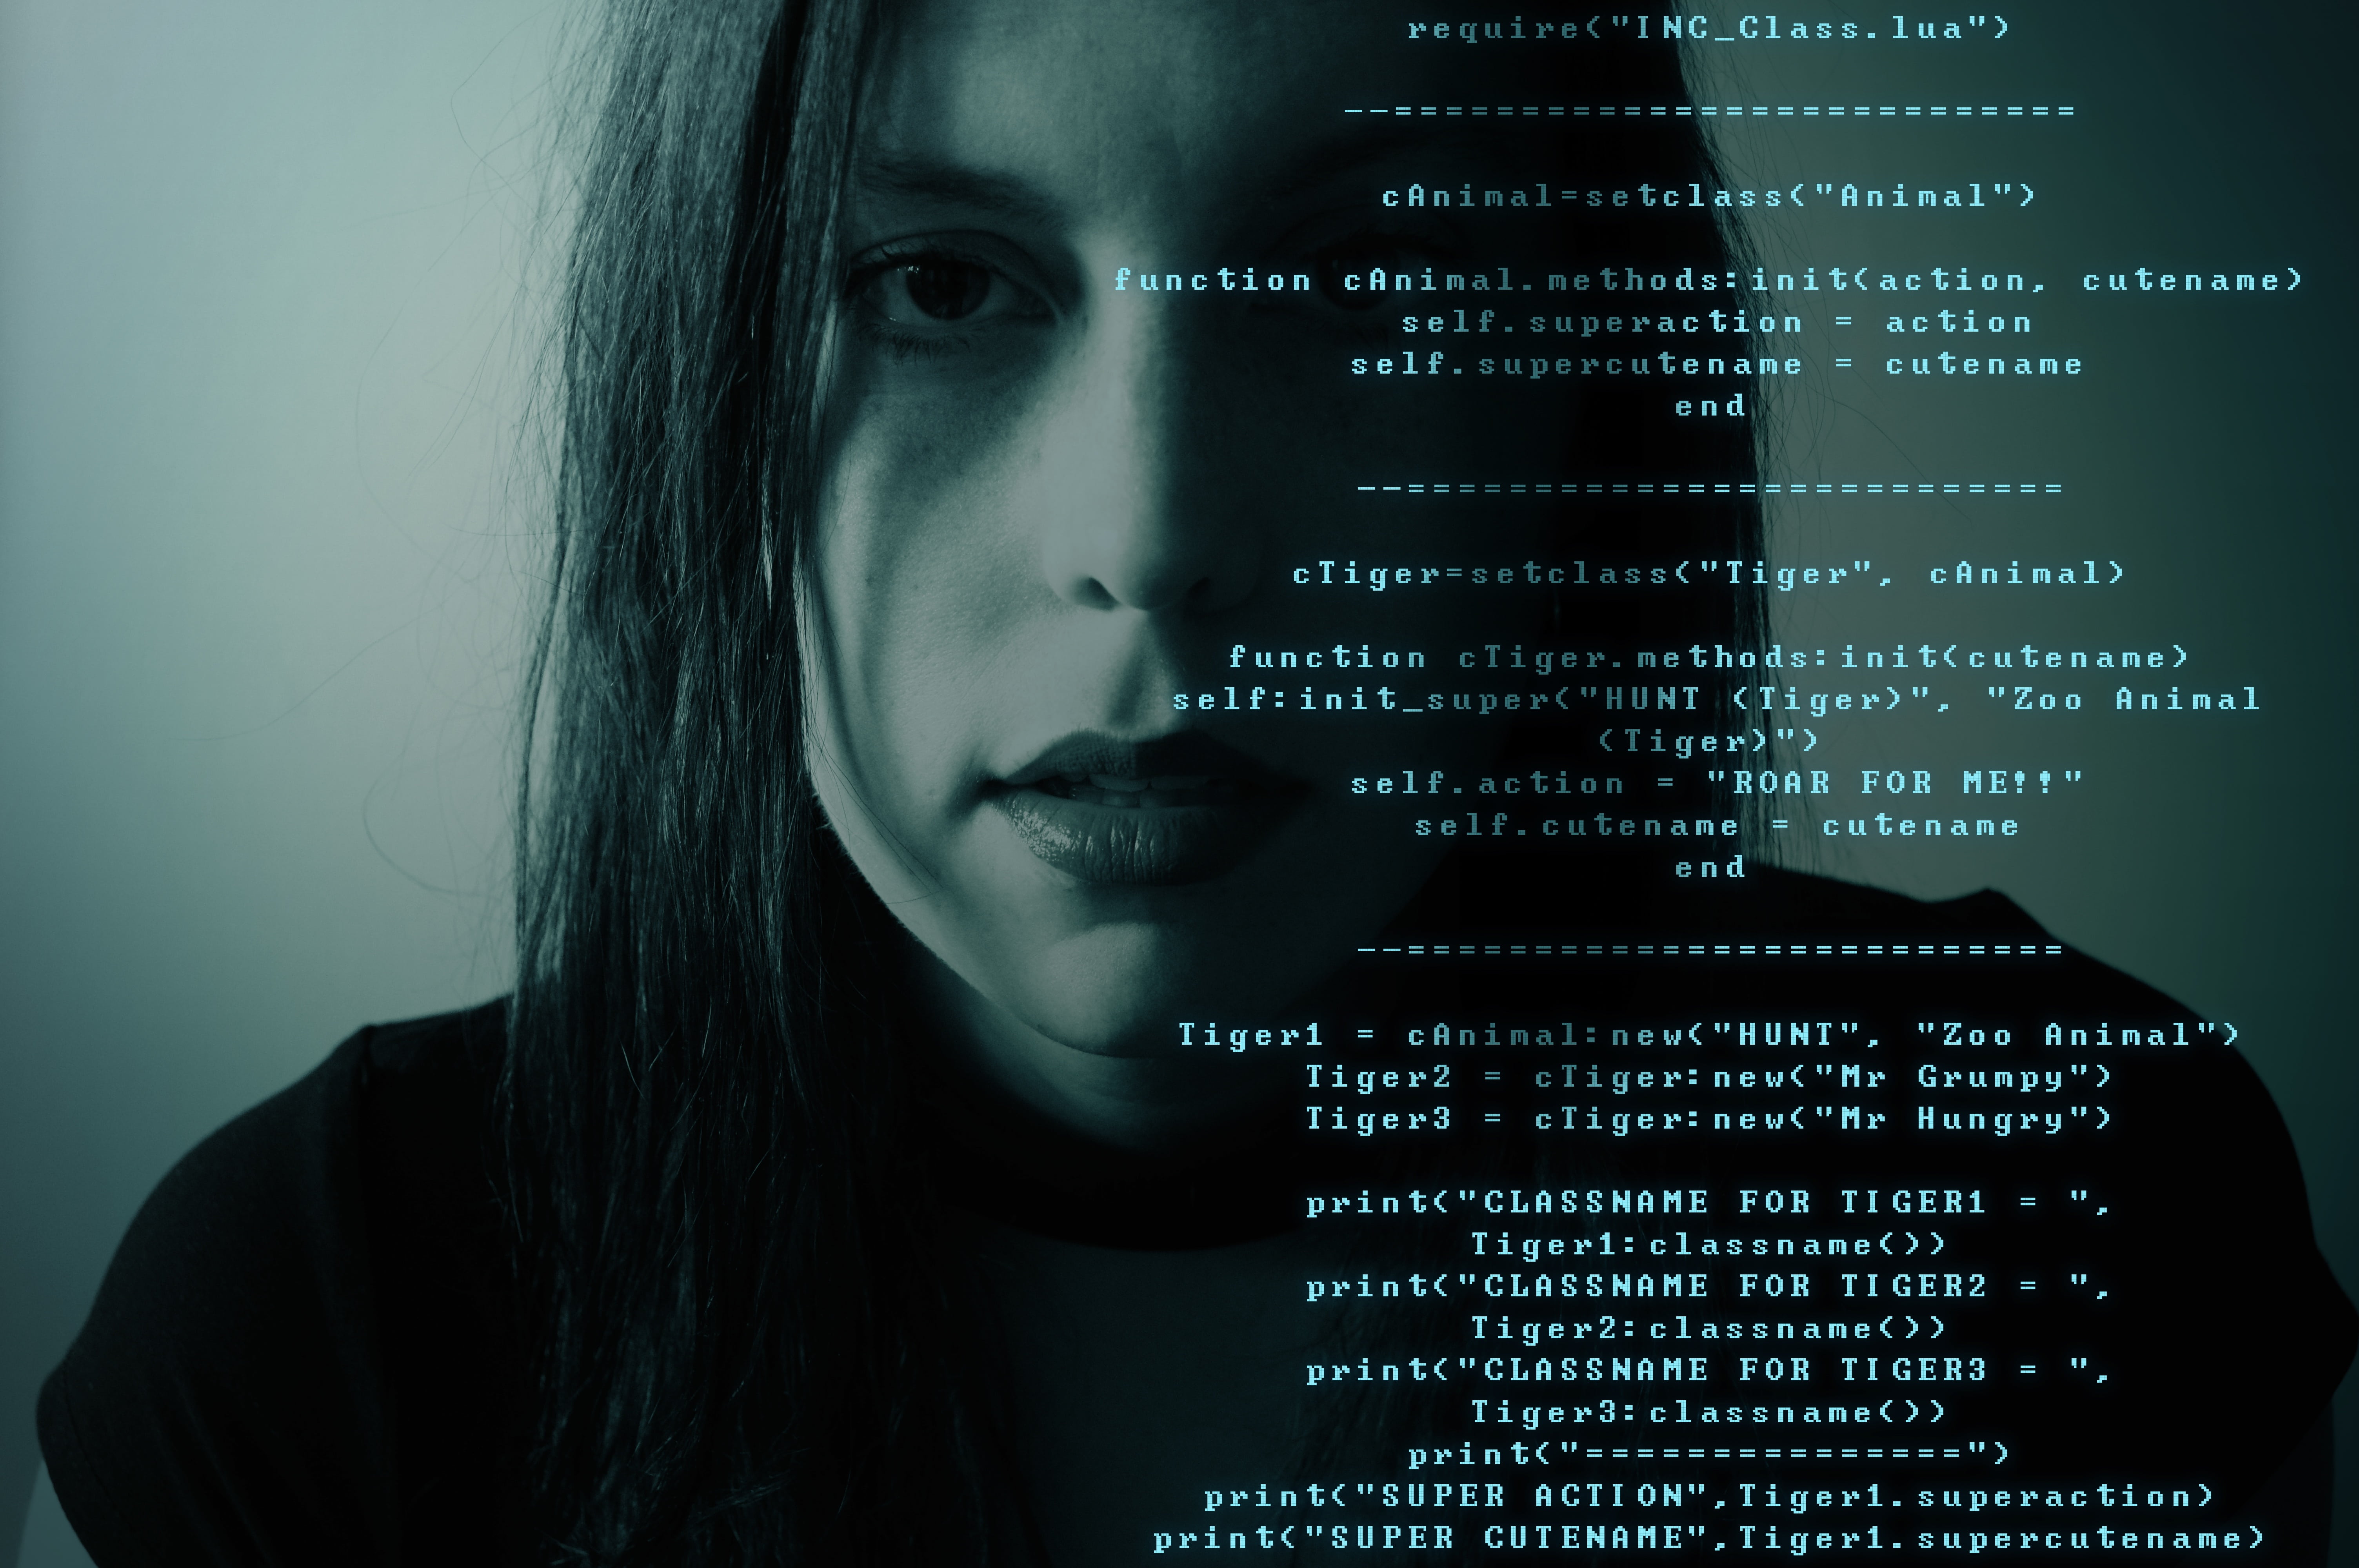 require("INC_Class.lua")
--===========================
cAnimal=setclass("Animal")
function cAnimal.methods:init(action, cutename)
self.superaction = action
self.supercutename = cutename
end
--==========================
cTiger=setclass("Tiger", cAnimal)
function cTiger.methods:init(cutename)
self:init_super("HUNT (Tiger)", "Zoo Animal
(Tiger)")
self.action = "ROAR FOR ME!!"
self.cutename = cutename
end
--==========================
Tiger1 = cAnimal:new("HUNT", "Zoo Animal")
Tiger2 = cTiger:new("Mr Grumpy")
Tiger3 = cTiger:new("Mr Hungry")
print("CLASSNAME FOR TIGER1 = ",
Tiger1:classname())
print("CLASSNAME FOR TIGER2 = ",
Tiger2:classname())
print("CLASSNAME FOR TIGER3 = ",
Tiger3:classname())
print("===============")
print("SUPER ACTION",Tiger1.superaction)
print("SUPER CUTENAME",Tiger1.supercutename)